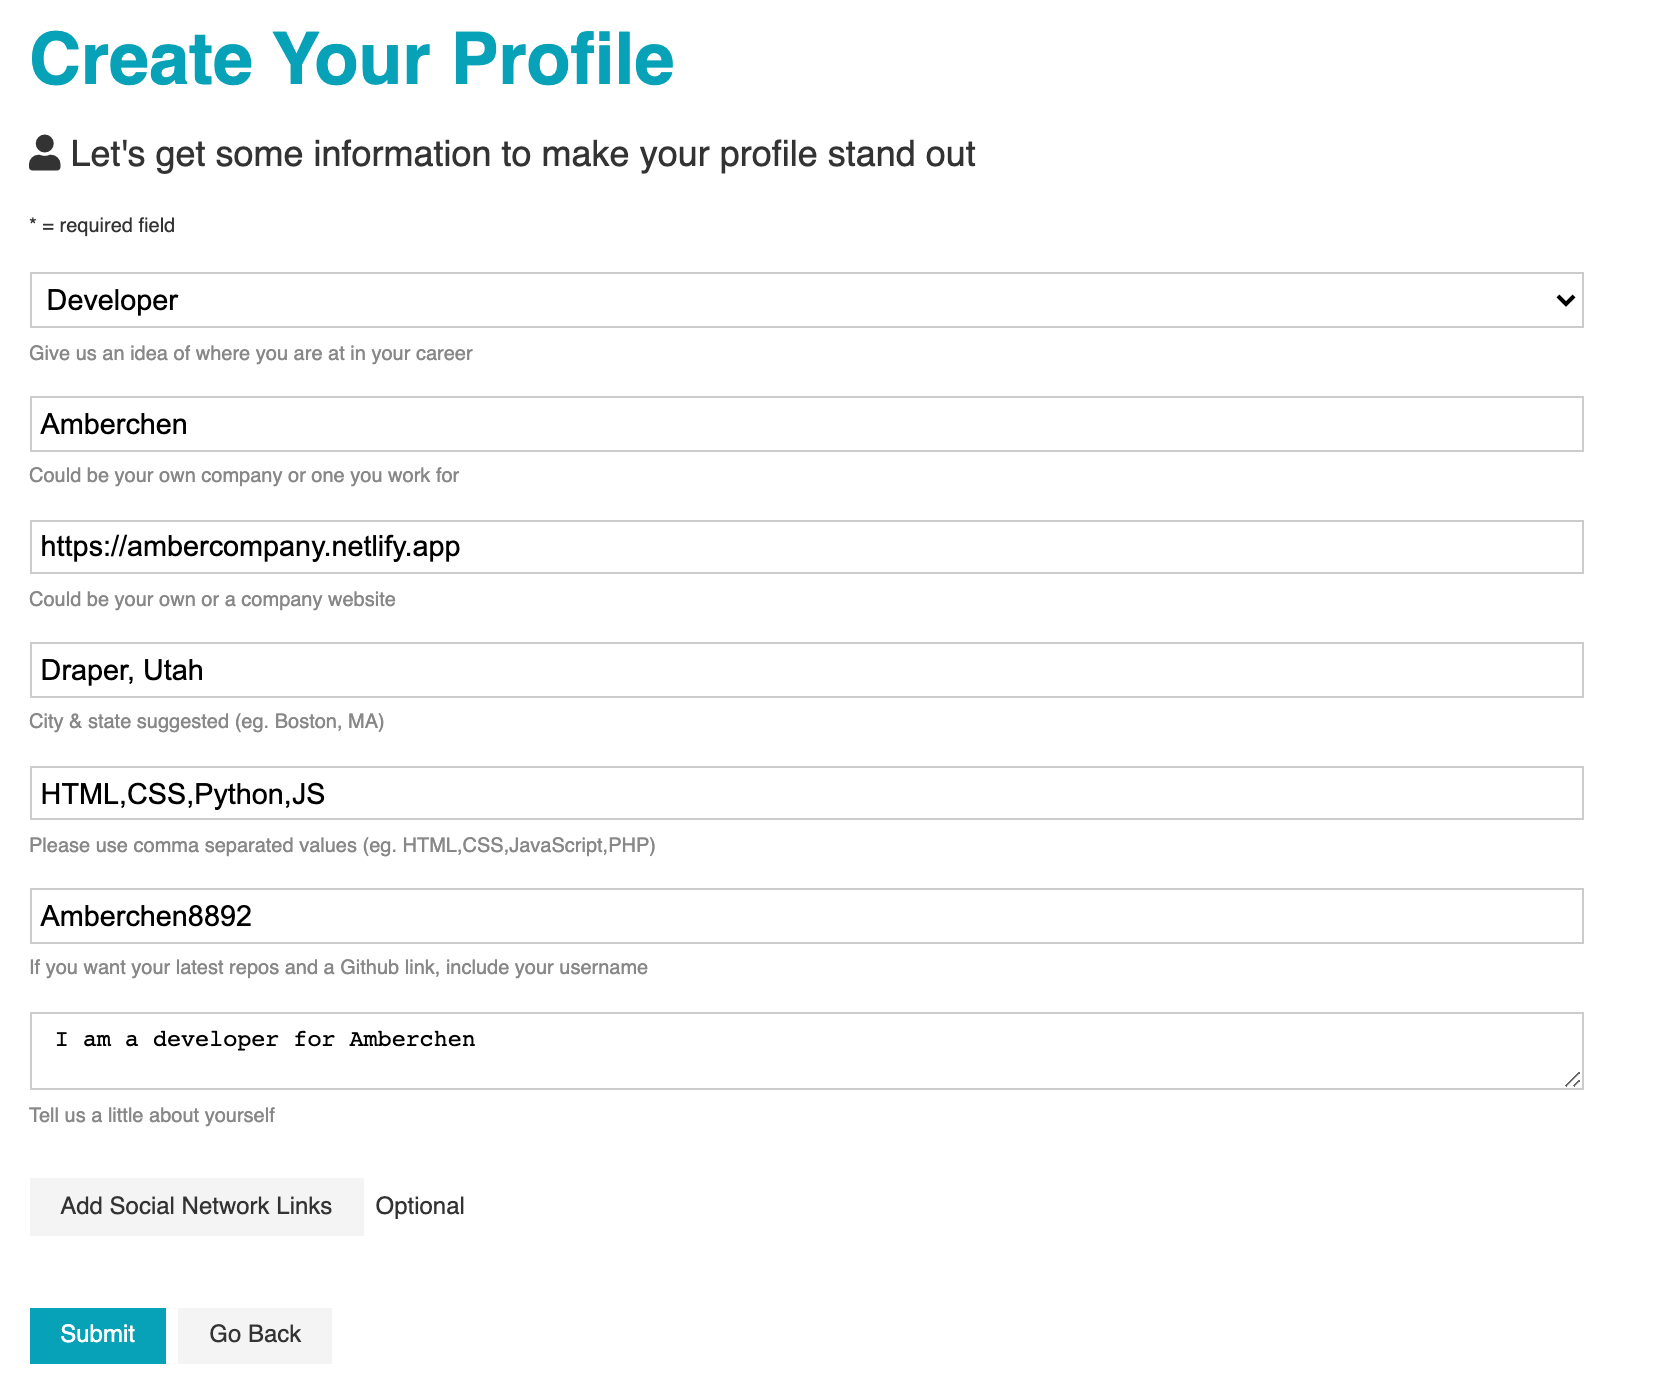 Create Your Profile
Let's get some information to make your profile stand out
* = required field
Developer
Give us an idea of where you are at in your career
Amberchen
Could be your own company or one you work for
https://ambercompany.netlify.app
Could be your own or a company website
Draper, Utah
City & state suggested (eg. Boston, MA)
HTML,CSS,Python,JS
Please use comma separated values (eg. HTML,CSS,JavaScript,PHP)
Amberchen8892
If you want your latest repos and a Github link, include your username
I am a developer for Amberchen
Tell us a little about yourself
Add Social Network Links Optional
Submit Go Back